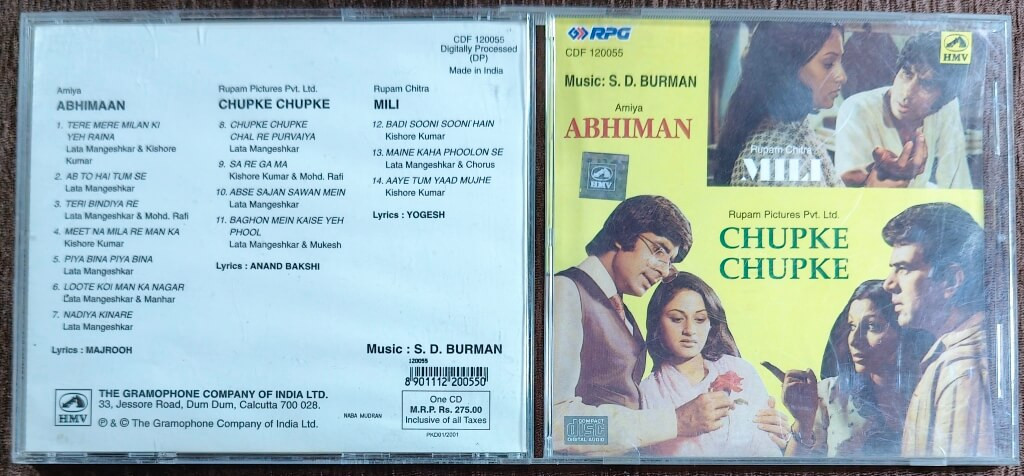 CDF 120055
Digitally Processed
(DP)
Made in India
Amiya
ABHIMAAN
1. TERE MERE MILAN KI
YEH RAINA
Lata Mangeshkar & Kishore
Kumar
2. AB TO HAI TUM SE
Lata Mangeshkar
3. TERI BINDIYA RE
Lata Mangeshkar & Mohd. Rafi
4. MEET NA MILA RE MAN KA
Kishore Kumar
5. PIYA BINA PIYA BINA
Lata Mangeshkar
6. LOOTE KOI MAN KA NAGAR
Lata Mangeshkar & Manhar
7. NADIYA KINARE
Lata Mangeshkar
Lyrics : MAJROOH
Rupam Pictures Pvt. Ltd.
CHUPKE CHUPKE
8. CHUPKE CHUPKE
CHAL RE PURVAIYA
Lata Mangeshkar
9. SA RE GA MA
Kishore Kumar & Mohd. Rafi
10. ABSE SAJAN SAWAN MEIN
Lata Mangeshkar
11. BAGHON MEIN KAISE YEH
PHOOL
Lata Mangeshkar & Mukesh
Lyrics : ANAND BAKSHI
Rupam Chitra
MILI
12. BADI SOONI SOONI HAIN
Kishore Kumar
13. MAINE KAHA PHOOLON SE
Lata Mangeshkar & Chorus
14. AAYE TUM YAAD MUJHE
Kishore Kumar
Lyrics : YOGESH
Music : S. D. BURMAN
120055
8 901112 200550
HMV
THE GRAMOPHONE COMPANY OF INDIA LTD.
33, Jessore Road, Dum Dum, Calcutta 700 028.
℗ & © The Gramophone Company of India Ltd.
NABA MUDRAN
One CD
M.R.P. Rs. 275.00
Inclusive of all Taxes
PKD01/2001
RPG
CDF 120055
HMV
Music: S. D. BURMAN
Amiya
ABHIMAN
Rupam Chitra
MILI
HMV
Rupam Pictures Pvt. Ltd.
CHUPKE
CHUPKE
COMPACT
disc
DIGITAL AUDIO